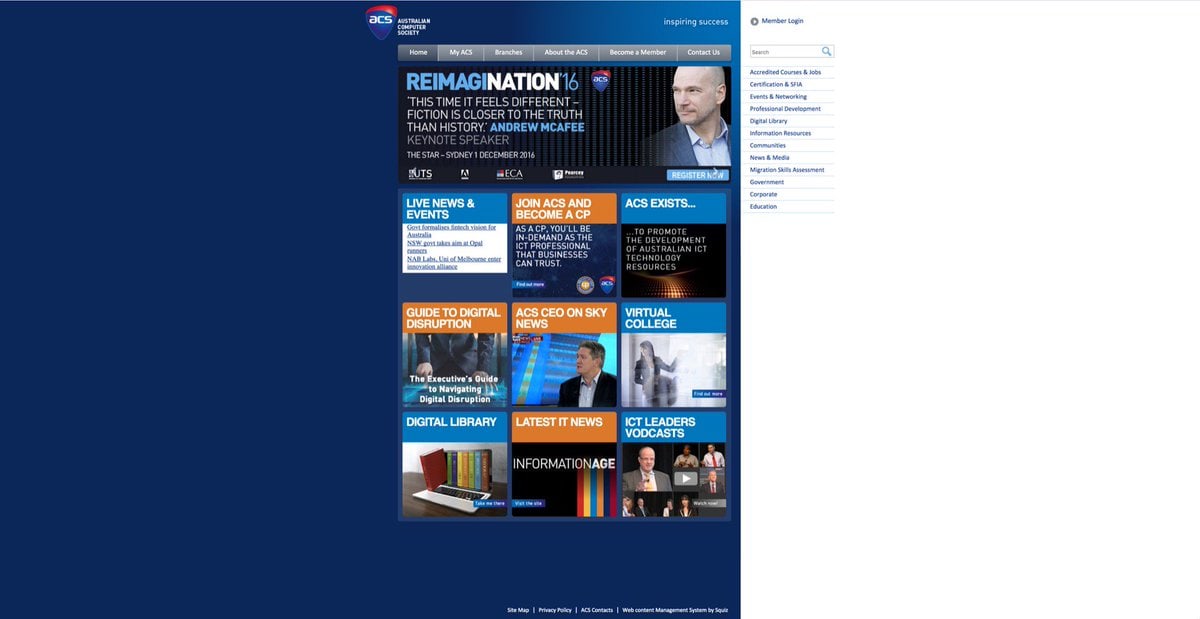 acs AUSTRALIAN
COMPUTER
SOCIETY
inspiring success
Member Login
Home My ACS Branches About the ACS Become a Member Contact Us
Search
Accredited Courses & Jobs
Certification & SFIA
Events & Networking
Professional Development
Digital Library
Information Resources
Communities
News & Media
Migration Skills Assessment
Government
Corporate
Education
REIMAGINATION'16 acs
'THIS TIME IT FEELS DIFFERENT –
FICTION IS CLOSER TO THE TRUTH
THAN HISTORY.' ANDREW MCAFEE
KEYNOTE SPEAKER
THE STAR – SYDNEY 1 DECEMBER 2016
UTS ECA Pearcey
REGISTER NOW
LIVE NEWS &
EVENTS
Govt formalises fintech vision for
Australia
NSW govt takes aim at Opal
runners
NAB Labs, Uni of Melbourne enter
innovation alliance
JOIN ACS AND
BECOME A CP
AS A CP, YOU'LL BE
IN-DEMAND AS THE
ICT PROFESSIONAL
THAT BUSINESSES
CAN TRUST.
Find out more
acs
ACS EXISTS...
...TO PROMOTE
THE DEVELOPMENT
OF AUSTRALIAN ICT
TECHNOLOGY
RESOURCES
GUIDE TO DIGITAL
DISRUPTION
The Executive's Guide
to Navigating
Digital Disruption
ACS CEO ON SKY
NEWS
VIRTUAL
COLLEGE
Find out more
DIGITAL LIBRARY
Take me there
LATEST IT NEWS
INFORMATIONAGE
Visit the site
ICT LEADERS
VODCASTS
Watch now!
Site Map | Privacy Policy | ACS Contacts | Web content Management System by Squiz